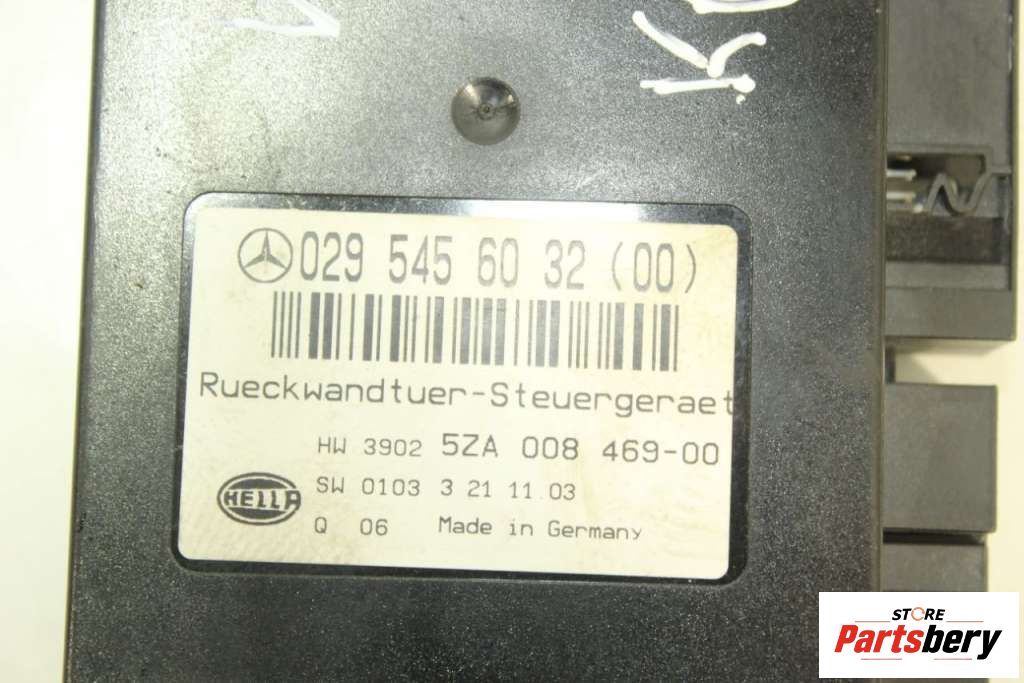 029 545 60 32 (00)
Rueckwandtuer-Steuergeraet
HW 3902 5ZA 008 469-00
HELLA
SW 0103 3 21 11.03
Q 06 Made in Germany
STORE
Partsbery